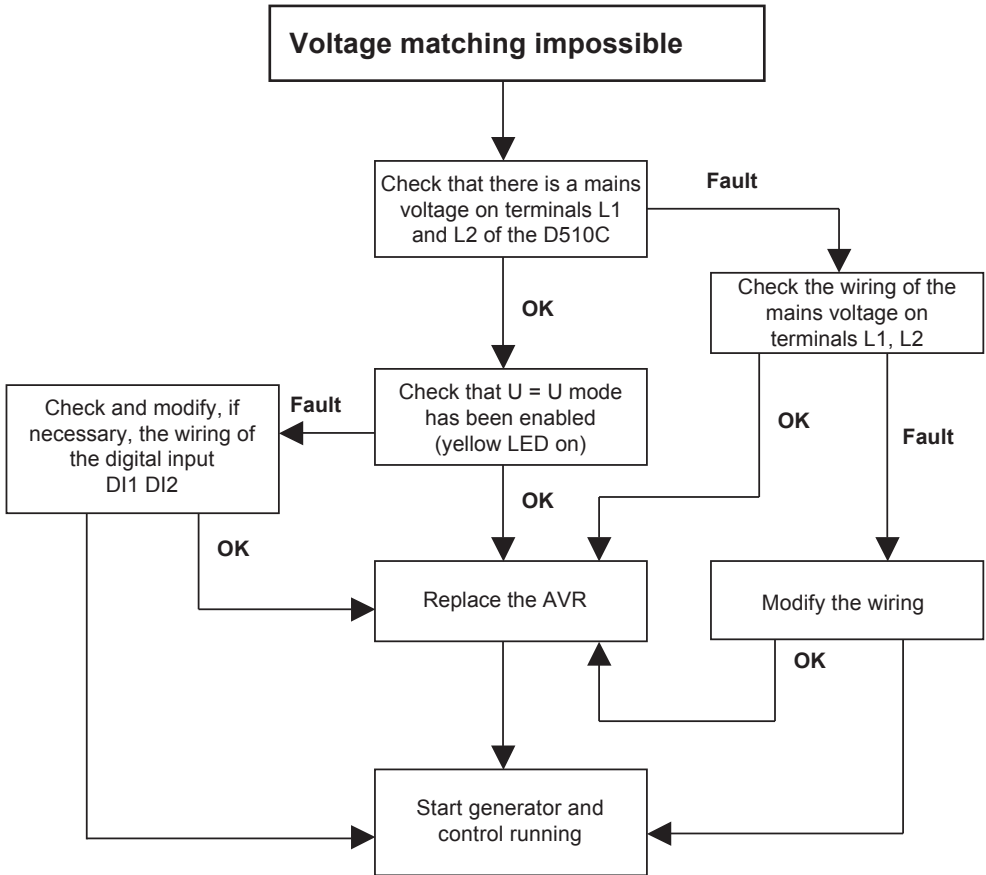 Voltage matching impossible
Check that there is a mains
voltage on terminals L1
and L2 of the D510C
Fault
OK
Check the wiring of the
mains voltage on
terminals L1, L2
Check that U = U mode
has been enabled
(yellow LED on)
Fault
Check and modify, if
necessary, the wiring of
the digital input
DI1 DI2
OK
Fault
OK
OK
Replace the AVR
Modify the wiring
OK
Start generator and
control running